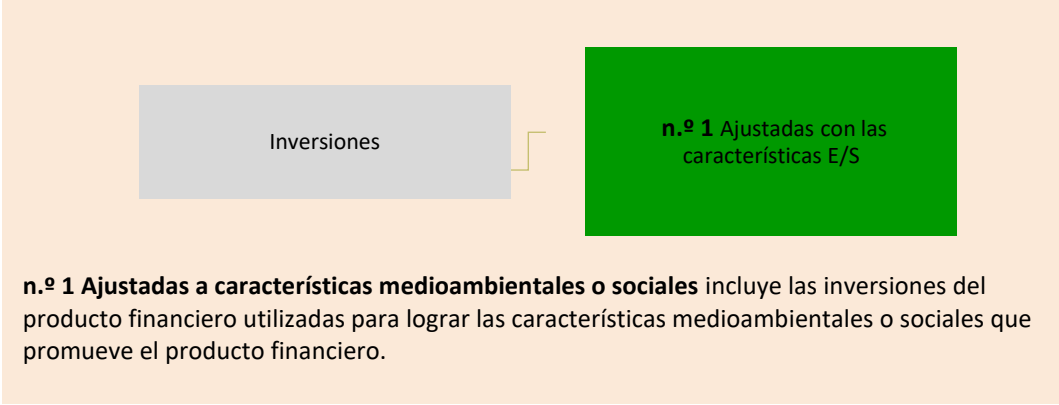 Inversiones
n.º 1 Ajustadas con las
características E/S
n.º 1 Ajustadas a características medioambientales o sociales incluye las inversiones del
producto financiero utilizadas para lograr las características medioambientales o sociales que
promueve el producto financiero.